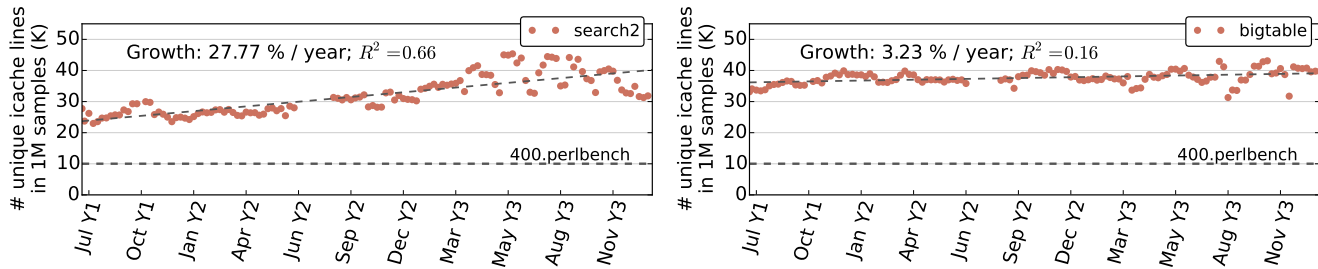 # unique icache lines
in 1M samples (K)
50
40
30
20
10
0
search2
Growth: 27.77 % / year; R² =0.66
400.perlbench
Jul Y1
Oct Y1
Jan Y2
Apr Y2
Jun Y2
Sep Y2
Dec Y2
Mar Y3
May Y3
Aug Y3
Nov Y3
# unique icache lines
in 1M samples (K)
50
40
30
20
10
0
bigtable
Growth: 3.23 % / year; R² =0.16
400.perlbench
Jul Y1
Oct Y1
Jan Y2
Apr Y2
Jun Y2
Sep Y2
Dec Y2
Mar Y3
May Y3
Aug Y3
Nov Y3